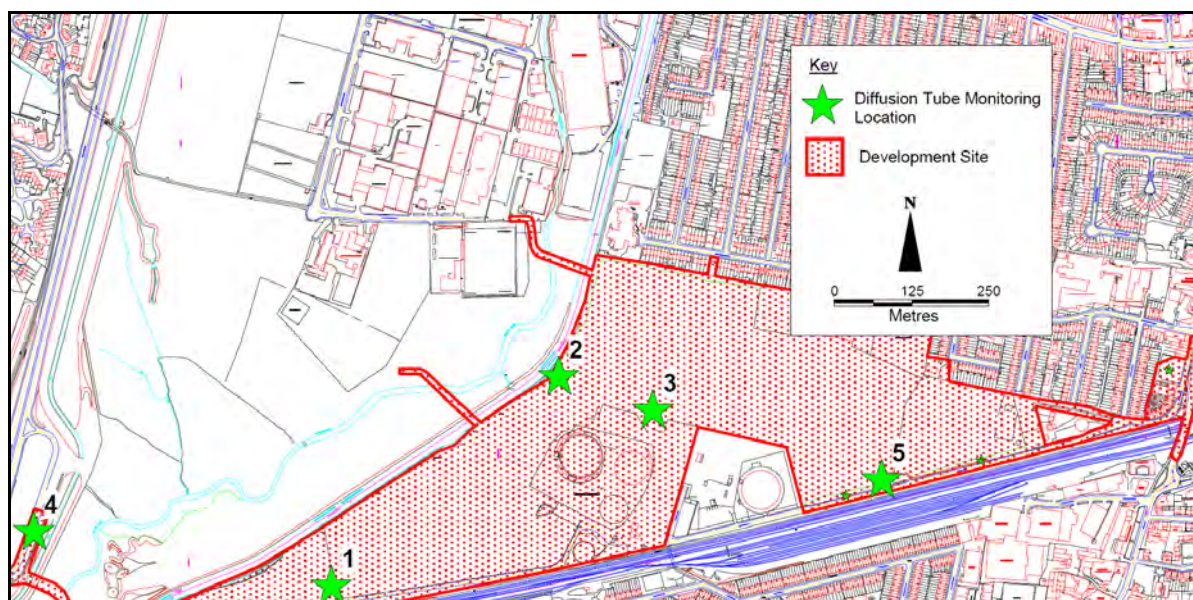 Key
Diffusion Tube Monitoring
Location
Development Site
N
0 125 250
Metres
2
3
5
4
1